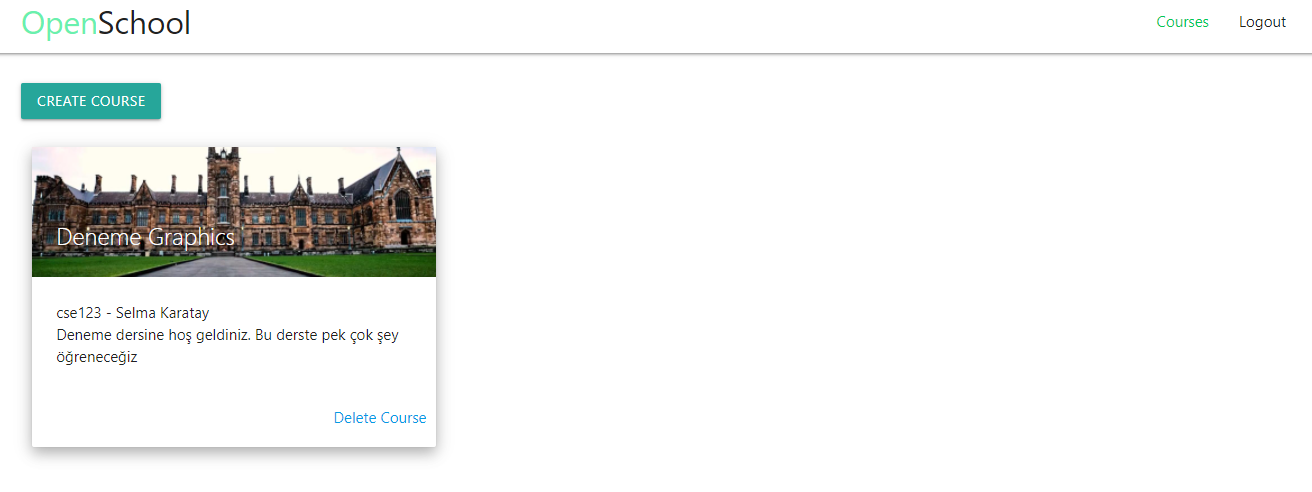 OpenSchool
Courses
Logout
CREATE COURSE
Deneme Graphics
cse123 - Selma Karatay
Deneme dersine hoş geldiniz. Bu derste pek çok şey
öğreneceğiz
Delete Course